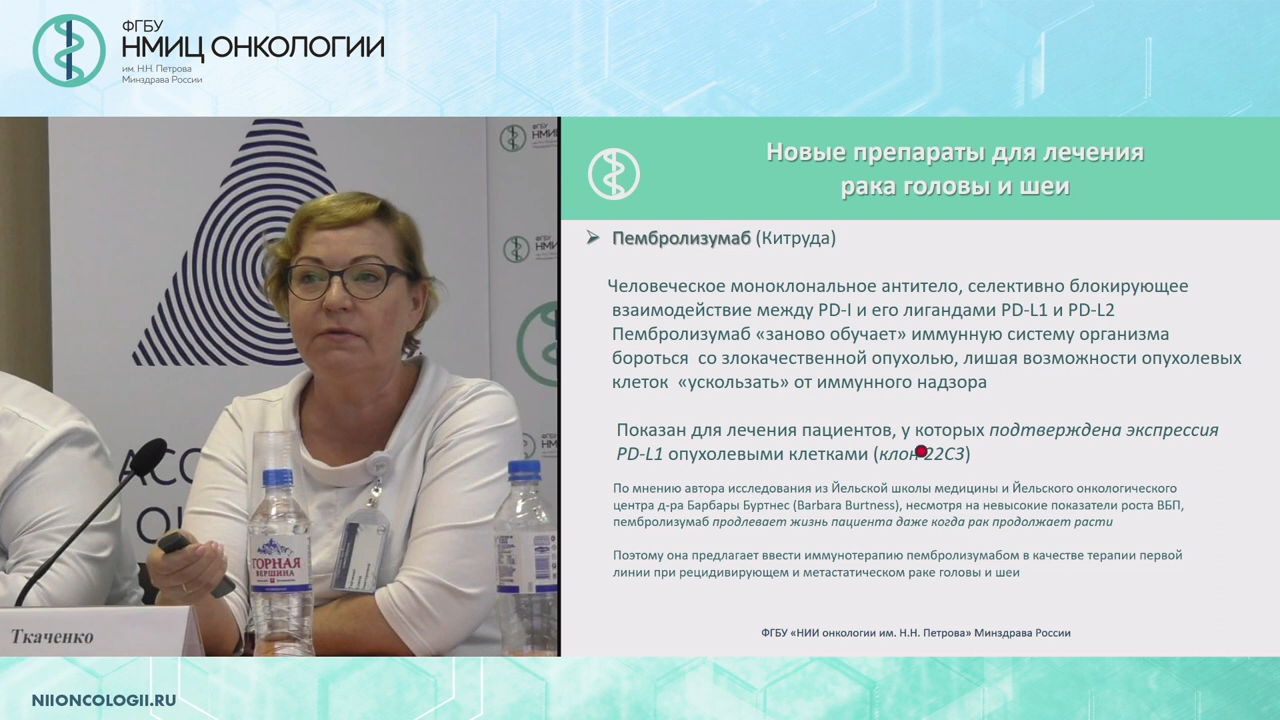 ФГБУ
НМИЦ ОНКОЛОГИИ
им. Н.Н. Петрова
Минздрава России
ФГБУ
ФГБУ
АСС
ГОРНАЯ
ВЕРШИНА
Ткаченко
Новые препараты для лечения
рака головы и шеи
➢ Пембролизумаб (Китруда)
Человеческое моноклональное антитело, селективно блокирующее
взаимодействие между PD-I и его лигандами PD-L1 и PD-L2
Пембролизумаб «заново обучает» иммунную систему организма
бороться со злокачественной опухолью, лишая возможности опухолевых
клеток «ускользать» от иммунного надзора
Показан для лечения пациентов, у которых подтверждена экспрессия
PD-L1 опухолевыми клетками (клон 22С3)
По мнению автора исследования из Йельской школы медицины и Йельского онкологического
центра д-ра Барбары Буртнес (Barbara Burtness), несмотря на невысокие показатели роста ВБП,
пембролизумаб продлевает жизнь пациента даже когда рак продолжает расти
Поэтому она предлагает ввести иммунотерапию пембролизумабом в качестве терапии первой
линии при рецидивирующем и метастатическом раке головы и шеи
ФГБУ «НИИ онкологии им. Н.Н. Петрова» Минздрава России
NIIONCOLOGII.RU